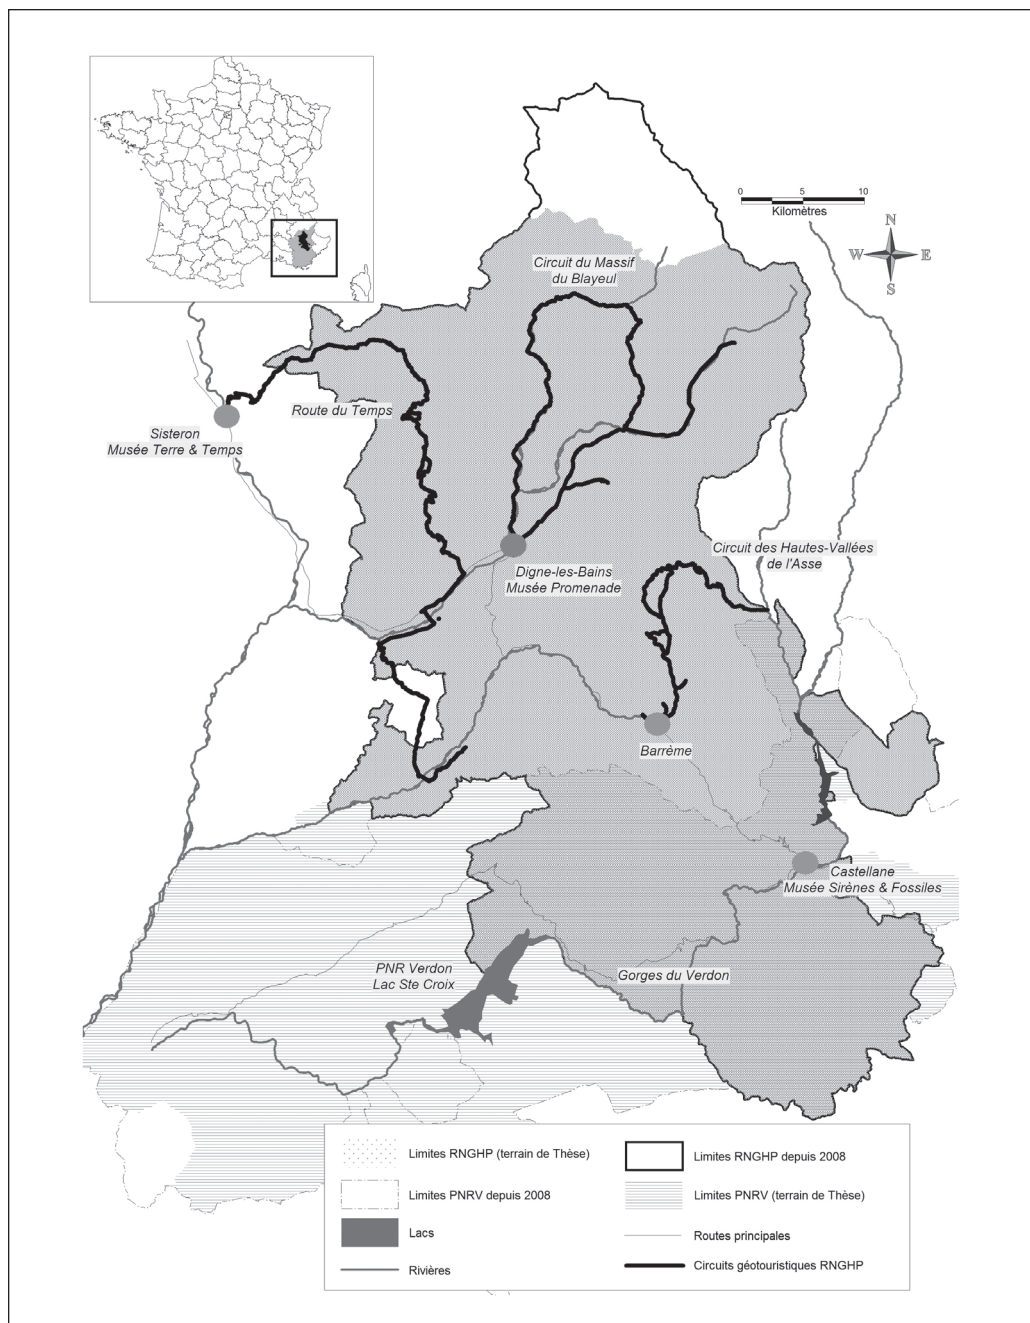 0 5 10
Kilomètres
N
W E
S
Circuit du Massif
du Blayeul
Route du Temps
Sisteron
Musée Terre & Temps
Circuit des Hautes-Vallées
de l'Asse
Digne-les-Bains
Musée Promenade
Barrème
Castellane
Musée Sirènes & Fossiles
PNR Verdon
Lac Ste Croix
Gorges du Verdon
Limites RNGHP (terrain de Thèse)
Limites RNGHP depuis 2008
Limites PNRV depuis 2008
Limites PNRV (terrain de Thèse)
Lacs
Routes principales
Rivières
Circuits géotouristiques RNGHP